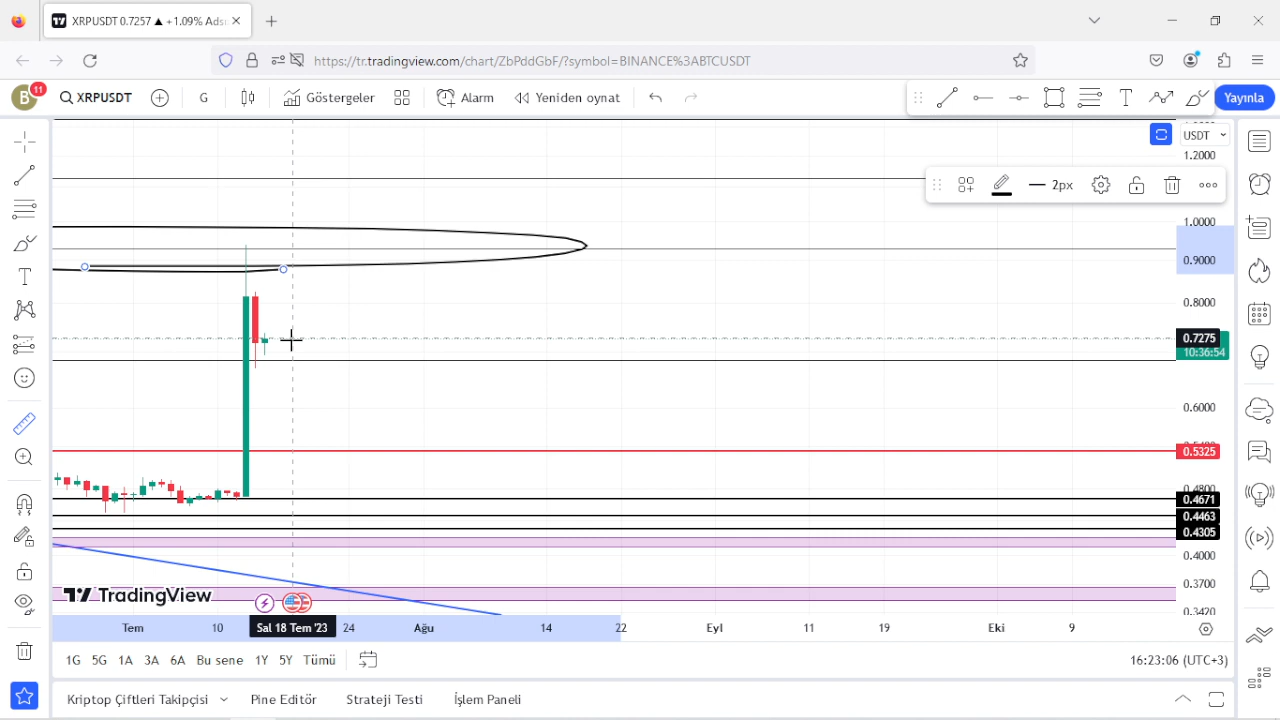 XRPUSDT 0.7257 ▲ +1.09% Ads
https://tr.tradingview.com/chart/ZbPddGbF/?symbol=BINANCE%3ABTCUSDT
B 11 XRPUSDT G Göstergeler Alarm Yeniden oynat T Yayınla
USDT
1.2000
2px
1.0000
0.9000
0.8000
0.7275
10:36:54
0.6000
0.5325
0.4800
0.4671
0.4463
0.4305
0.4000
0.3700
0.3420
TradingView
Tem 10 Sal 18 Tem '23 24 Ağu 14 22 Eyl 11 19 Eki 9
1G 5G 1A 3A 6A Bu sene 1Y 5Y Tümü 16:23:06 (UTC+3)
Kriptop Çiftleri Takipçisi Pine Editör Strateji Testi İşlem Paneli